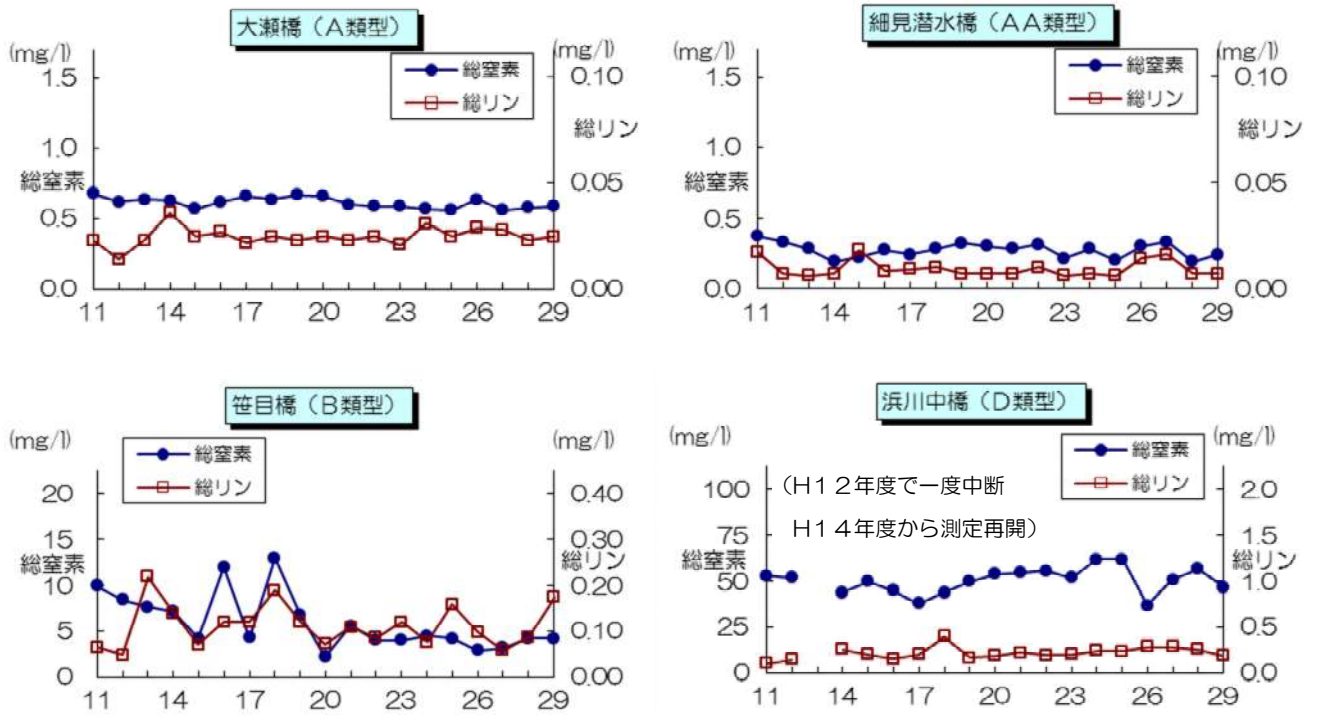 大瀬橋（A類型）
(mg/l)
(mg/l)
総窒素
総リン
1.5
1.0
0.5
0.0
総窒素
0.10
0.05
0.00
総リン
11 14 17 20 23 26 29
細見潜水橋（AA類型）
(mg/l)
(mg/l)
総窒素
総リン
1.5
1.0
0.5
0.0
総窒素
0.10
0.05
0.00
総リン
11 14 17 20 23 26 29
笹目橋（B類型）
(mg/l)
(mg/l)
総窒素
総リン
20
15
10
5
0
総窒素
0.40
0.30
0.20
0.10
0.00
総リン
11 14 17 20 23 26 29
浜川中橋（D類型）
(mg/l)
(mg/l)
総窒素
総リン
（H１２年度で一度中断
H１４年度から測定再開）
100
75
50
25
0
総窒素
2.0
1.5
1.0
0.5
0.0
総リン
11 14 17 20 23 26 29